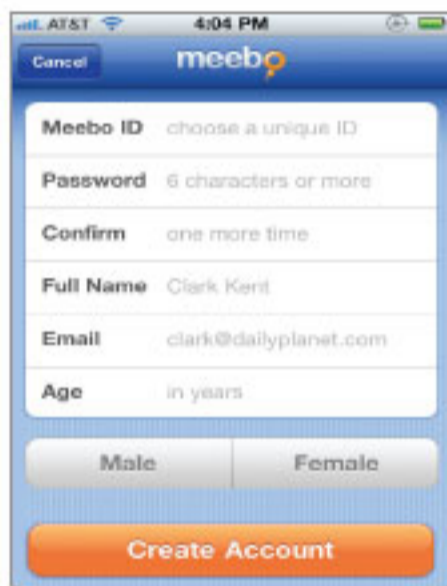 AT&T 4:04 PM
Cancel meebo
Meebo ID choose a unique ID
Password 6 characters or more
Confirm one more time
Full Name Clark Kent
Email clark@dailyplanet.com
Age in years
Male Female
Create Account